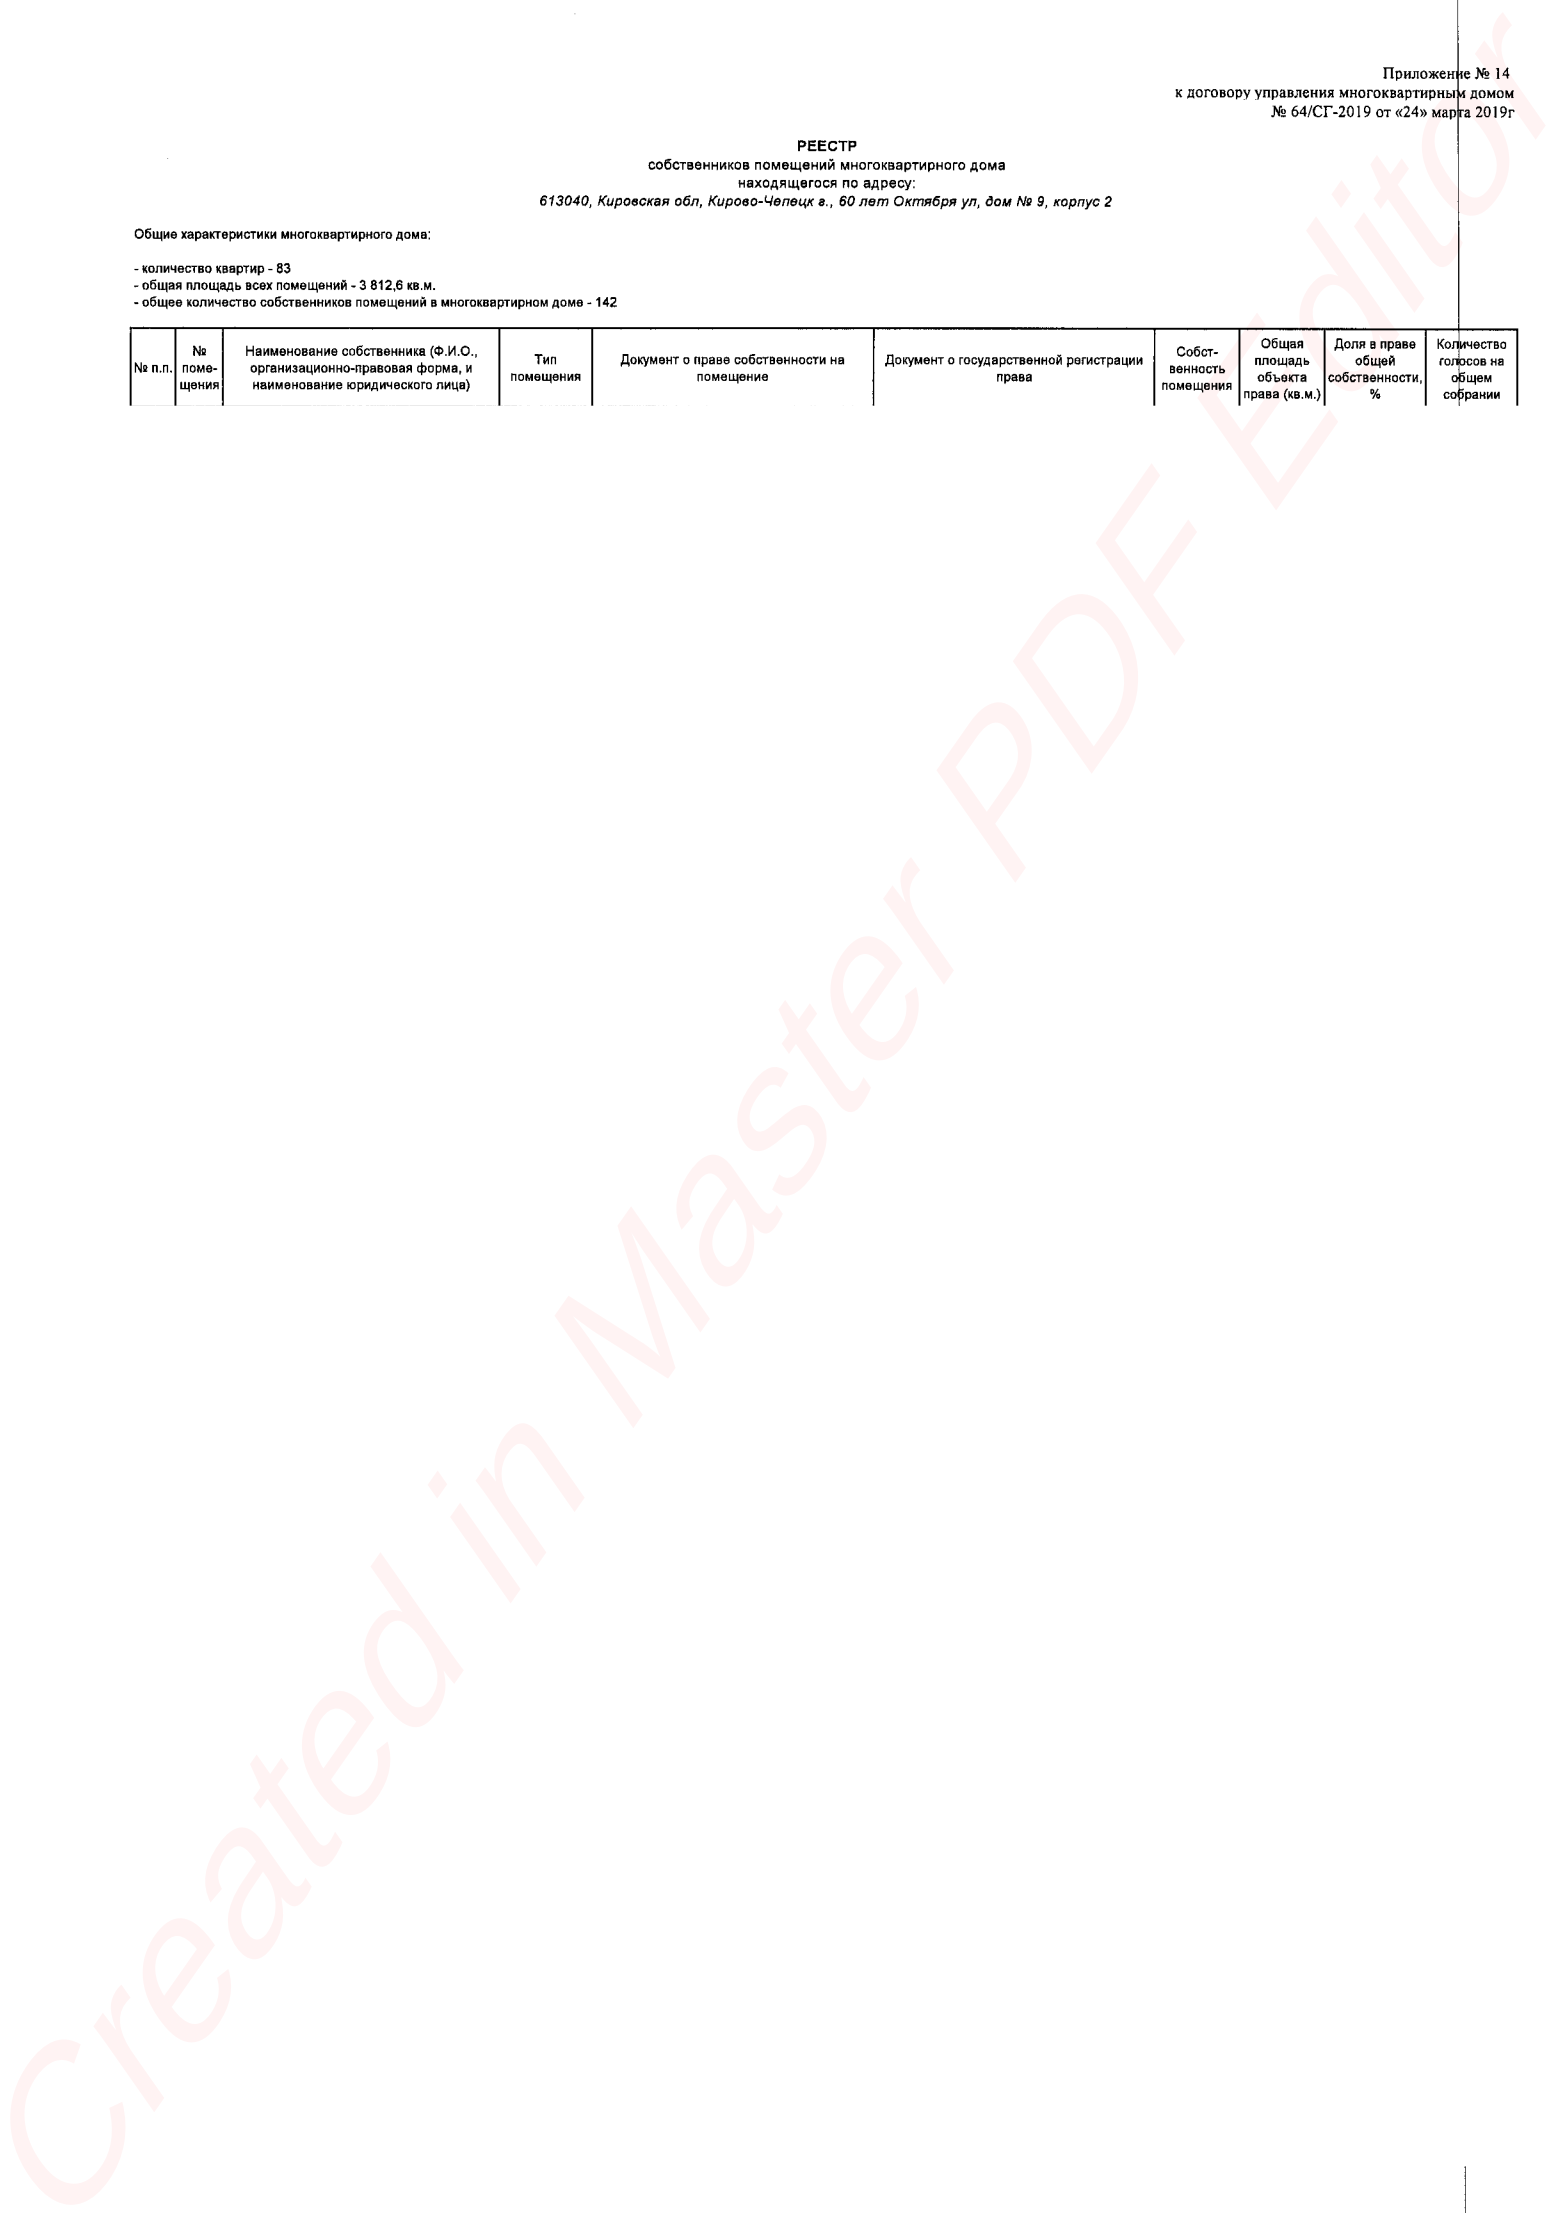 Приложение № 14
к договору управления многоквартирным домом
№ 64/СГ-2019 от «24» марта 2019г
РЕЕСТР
собственников помещений многоквартирного дома
находящегося по адресу:
613040, Кировская обл, Кирово-Чепецк г., 60 лет Октября ул, дом № 9, корпус 2
Общие характеристики многоквартирного дома:
- количество квартир - 83
- общая площадь всех помещений - 3 812,6 кв.м.
- общее количество собственников помещений в многоквартирном доме - 142
№ п.п.
№
поме-
щения
Наименование собственника (Ф.И.О.,
организационно-правовая форма, и
наименование юридического лица)
Тип
помещения
Документ о праве собственности на
помещение
Документ о государственной регистрации
права
Собст-
венность
помещения
Общая
площадь
объекта
права (кв.м.)
Доля в праве
общей
собственности,
%
Количество
голосов на
общем
собрании
Created in Master PDF Editor